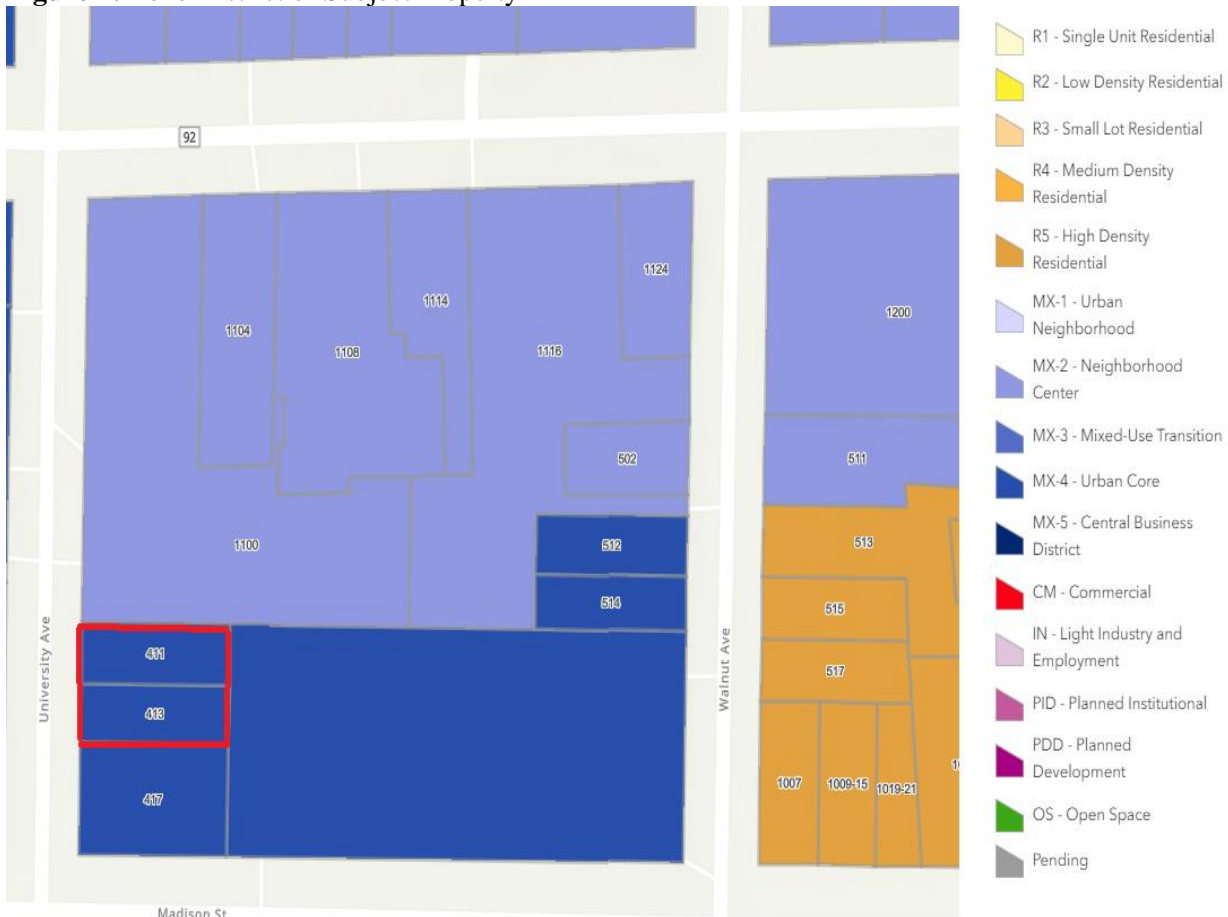 92
1124
1114
1104
1108
1116
1200
502
511
1100
512
513
514
515
411
413
517
417
1007
1009-15
1019-21
University Ave
Walnut Ave
Madison St
R1 - Single Unit Residential
R2 - Low Density Residential
R3 - Small Lot Residential
R4 - Medium Density
Residential
R5 - High Density
Residential
MX-1 - Urban
Neighborhood
MX-2 - Neighborhood
Center
MX-3 - Mixed-Use Transition
MX-4 - Urban Core
MX-5 - Central Business
District
CM - Commercial
IN - Light Industry and
Employment
PID - Planned Institutional
PDD - Planned
Development
OS - Open Space
Pending